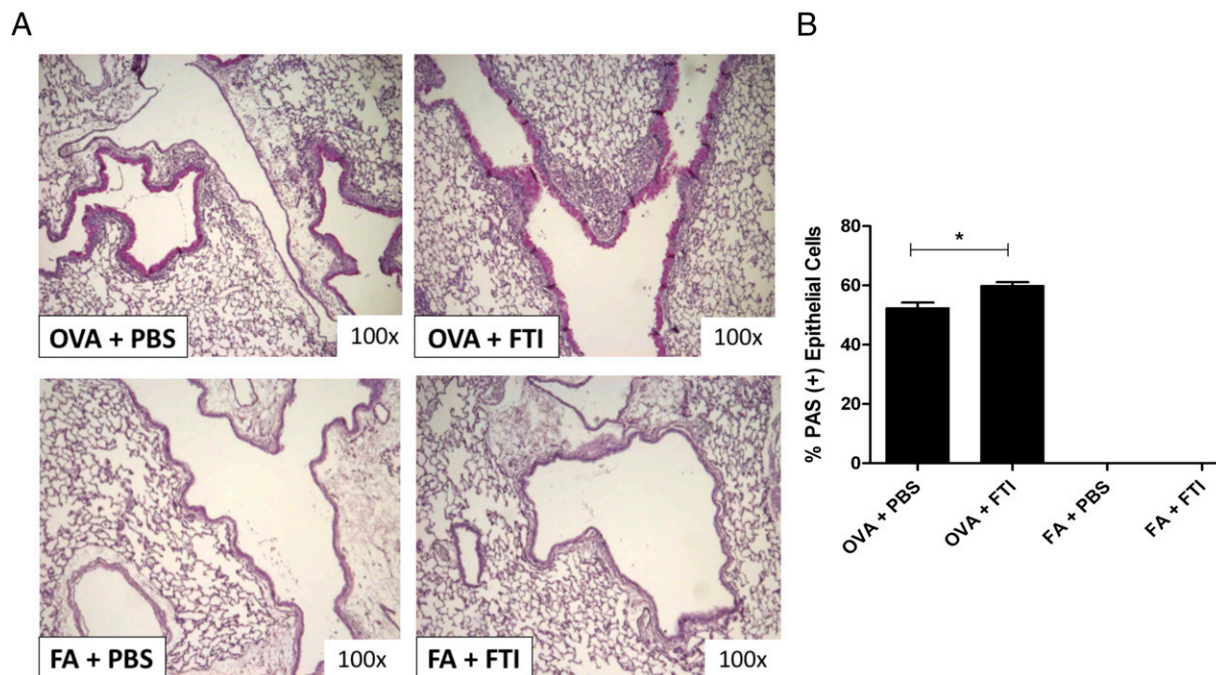 A
OVA + PBS
100x
OVA + FTI
100x
FA + PBS
100x
FA + FTI
100x
B
% PAS (+) Epithelial Cells
80
60
40
20
0
*
OVA + PBS
OVA + FTI
FA + PBS
FA + FTI